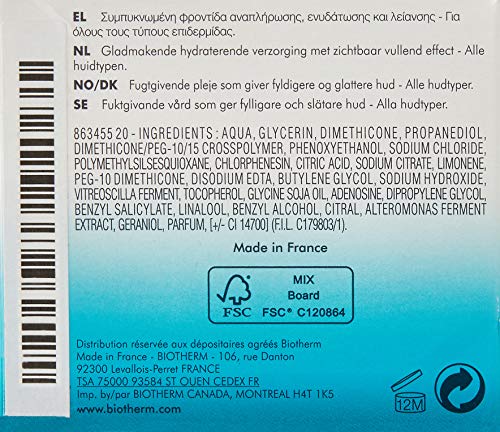 EL Συμπυκνωμένη φροντίδα αναπλήρωσης, ενυδάτωσης και λείανσης - Για
όλους τους τύπους επιδερμίδας.
NL Gladmakende hydraterende verzorging met zichtbaar vullend effect - Alle
huidtypen.
NO/DK Fugtgivende pleje som giver fyldigere og glattere hud - Alle hudtyper.
SE Fuktgivande vård som ger fylligare och slätare hud - Alla hudtyper.
863455 20 - INGREDIENTS : AQUA, GLYCERIN, DIMETHICONE, PROPANEDIOL,
DIMETHICONE/PEG-10/15 CROSSPOLYMER, PHENOXYETHANOL, SODIUM CHLORIDE,
POLYMETHYLSILSESQUIOXANE, CHLORPHENESIN, CITRIC ACID, SODIUM CITRATE, LIMONENE,
PEG-10 DIMETHICONE, DISODIUM EDTA, BUTYLENE GLYCOL, SODIUM HYDROXIDE,
VITREOSCILLA FERMENT, TOCOPHEROL, GLYCINE SOJA OIL, ADENOSINE, DIPROPYLENE GLYCOL,
BENZYL SALICYLATE, LINALOOL, BENZYL ALCOHOL, CITRAL, ALTEROMONAS FERMENT
EXTRACT, GERANIOL, PARFUM, [+/- CI 14700] (F.I.L. C179803/1).
Made in France
FSC
MIX
Board
FSC® C120864
Distribution réservée aux dépositaires agréés Biotherm
Made in France - BIOTHERM - 106, rue Danton
92300 Levallois-Perret FRANCE
TSA 75000 93584 ST OUEN CEDEX FR
Imp. by/par BIOTHERM CANADA, MONTREAL H4T 1K5
www.biotherm.com
12M